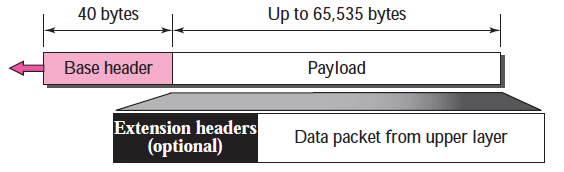 40 bytes
Up to 65,535 bytes
Base header
Payload
Extension headers
(optional)
Data packet from upper layer